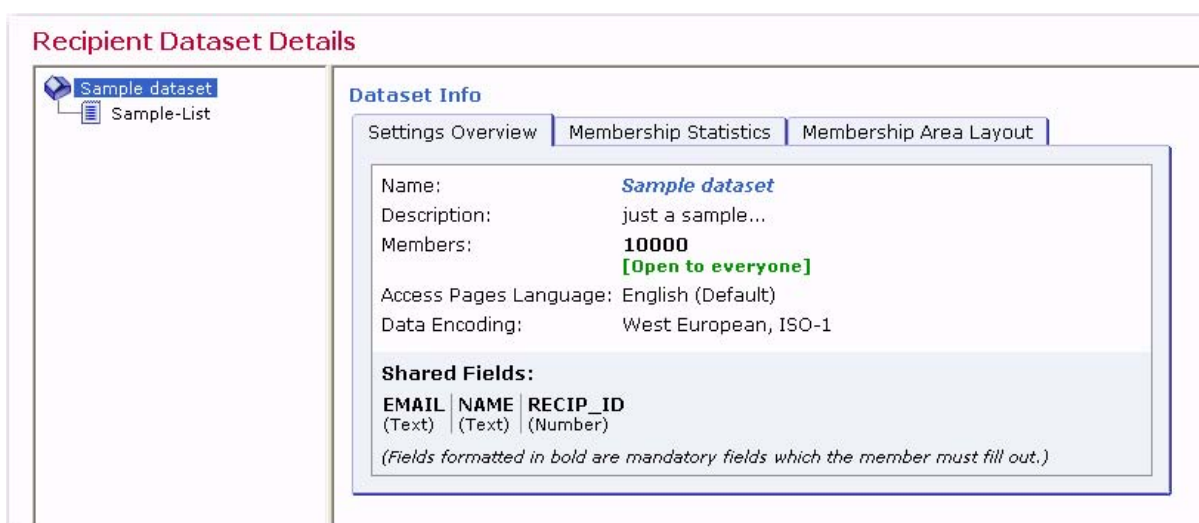 Recipient Dataset Details
Sample dataset
Sample-List
Dataset Info
Settings Overview Membership Statistics Membership Area Layout
Name: Sample dataset
Description: just a sample...
Members: 10000
[Open to everyone]
Access Pages Language: English (Default)
Data Encoding: West European, ISO-1
Shared Fields:
EMAIL NAME RECIP_ID
(Text) (Text) (Number)
(Fields formatted in bold are mandatory fields which the member must fill out.)